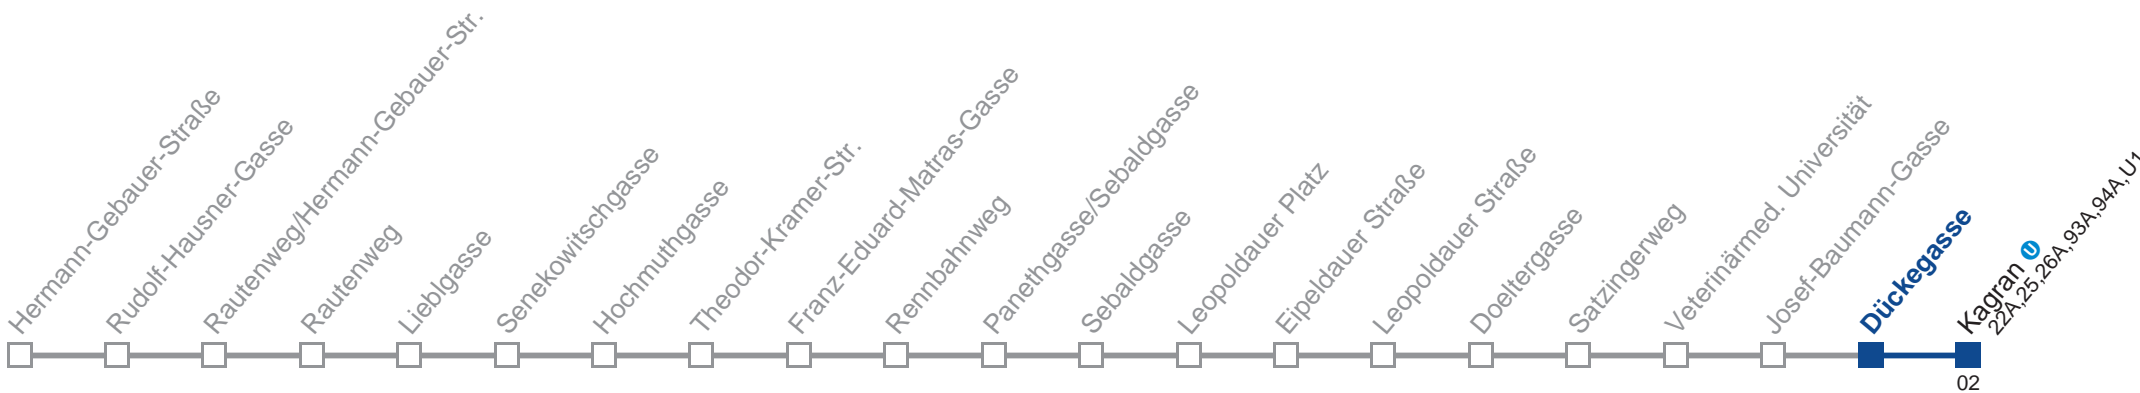 Hermann-Gebauer-Straße
Rudolf-Hausner-Gasse
Rautenweg/Hermann-Gebauer-Str.
Rautenweg
Lieblgasse
Senekowitschgasse
Hochmuthgasse
Theodor-Kramer-Str.
Franz-Eduard-Matras-Gasse
Rennbahnweg
Panethgasse/Sebaldgasse
Sebaldgasse
Leopoldauer Platz
Eipeldauer Straße
Leopoldauer Straße
Doeltergasse
Satzingerweg
Veterinärmed. Universität
Josef-Baumann-Gasse
Dückegasse
Kagran U
22A,25,26A,93A,94A,U1
02